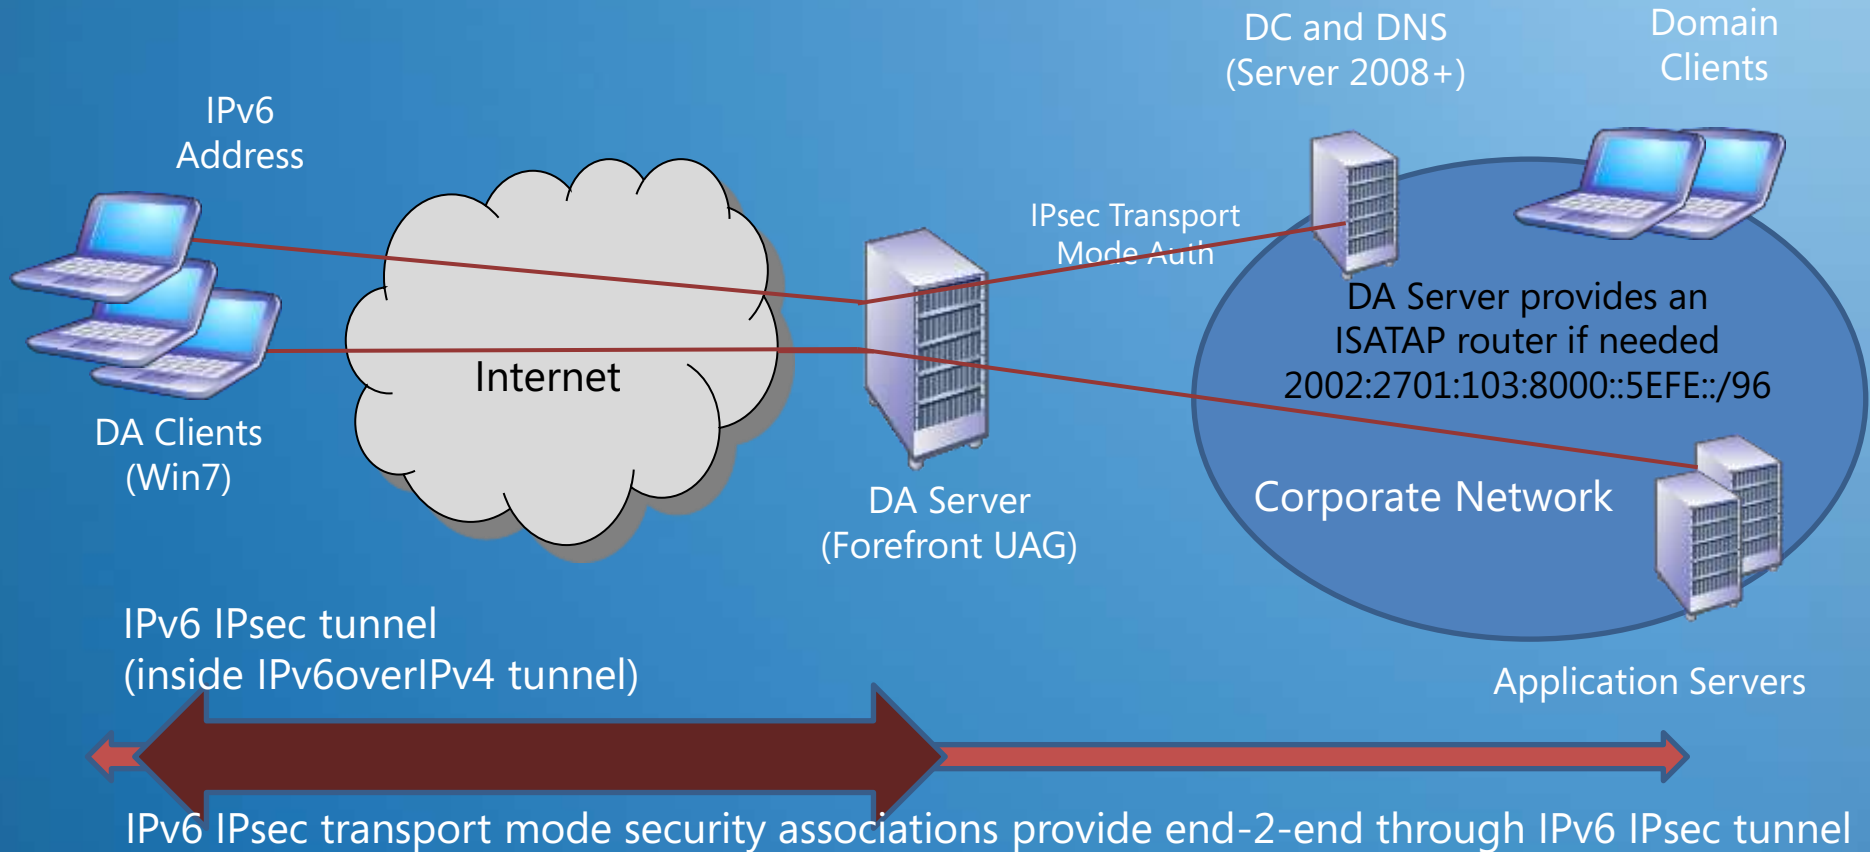 DC and DNS
(Server 2008+)
Domain
Clients
IPv6
Address
IPsec Transport
Mode Auth
DA Server provides an
ISATAP router if needed
2002:2701:103:8000::5EFE::/96
Internet
DA Clients
(Win7)
DA Server
(Forefront UAG)
Corporate Network
IPv6 IPsec tunnel
(inside IPv6overIPv4 tunnel)
Application Servers
IPv6 IPsec transport mode security associations provide end-2-end through IPv6 IPsec tunnel